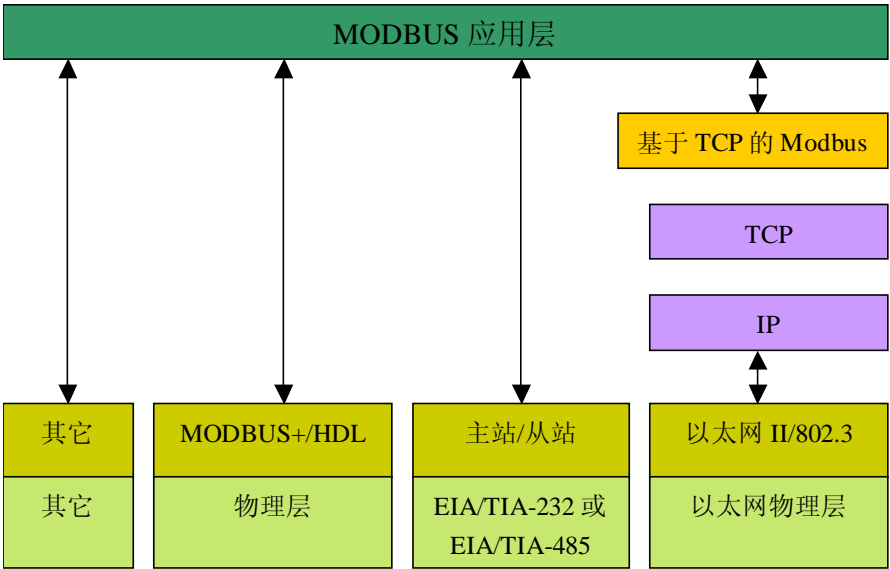 MODBUS 应用层
基于 TCP 的 Modbus
TCP
IP
其它
MODBUS+/HDL
主站/从站
以太网 II/802.3
其它
物理层
EIA/TIA-232 或
EIA/TIA-485
以太网物理层